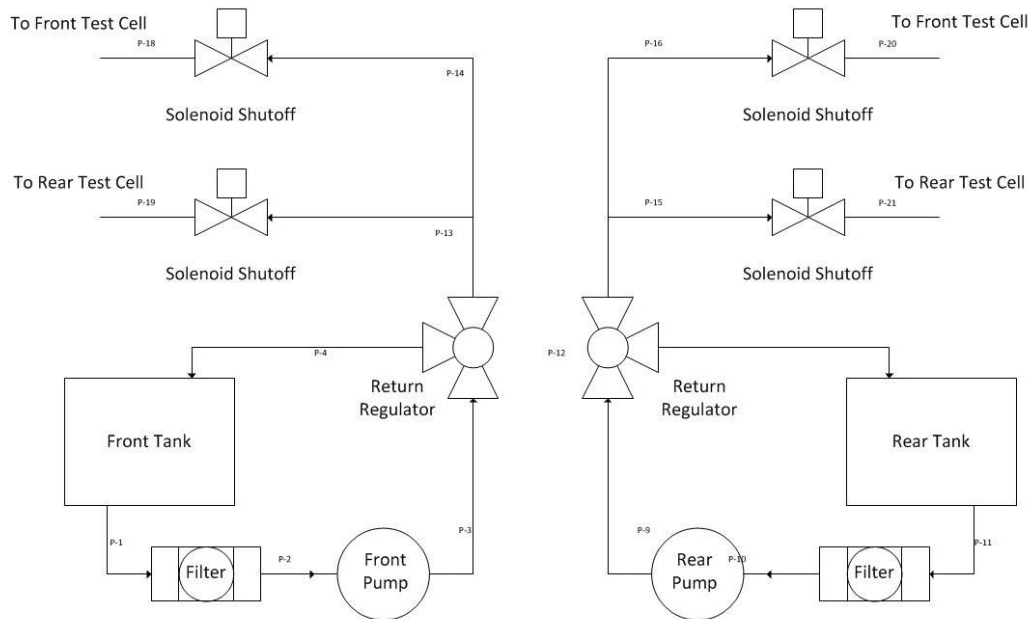 To Front Test Cell
P-18
P-16
P-20
To Front Test Cell
P-14
Solenoid Shutoff
Solenoid Shutoff
To Rear Test Cell
P-19
P-15
P-21
To Rear Test Cell
P-13
Solenoid Shutoff
Solenoid Shutoff
P-4
P-12
Return
Regulator
Return
Regulator
Front Tank
Rear Tank
P-1
P-2
P-3
P-9
P-10
P-11
Filter
Front
Pump
Rear
Pump
Filter